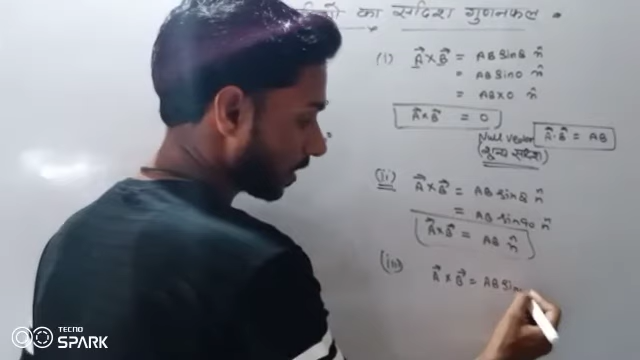 का सदिश गुणनफल .
(i) A⃗ × B⃗ = AB sinθ n̂
= AB sin0 n̂
= AB×0 n̂
A⃗×B⃗ = 0
Null Vector
(शून्य सदिश)
A⃗·B⃗ = AB
(ii) A⃗ × B⃗ = AB sinθ n̂
= AB sin90 n̂
A⃗×B⃗ = AB n̂
(iii) A⃗ × B⃗ = AB sin
TECNO
SPARK